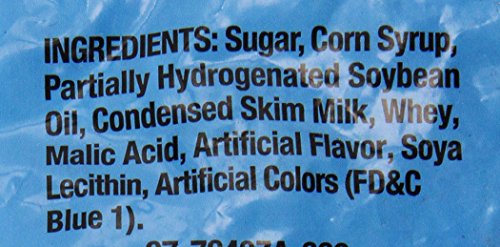 INGREDIENTS: Sugar, Corn Syrup,
Partially Hydrogenated Soybean
Oil, Condensed Skim Milk, Whey,
Malic Acid, Artificial Flavor, Soya
Lecithin, Artificial Colors (FD&C
Blue 1).